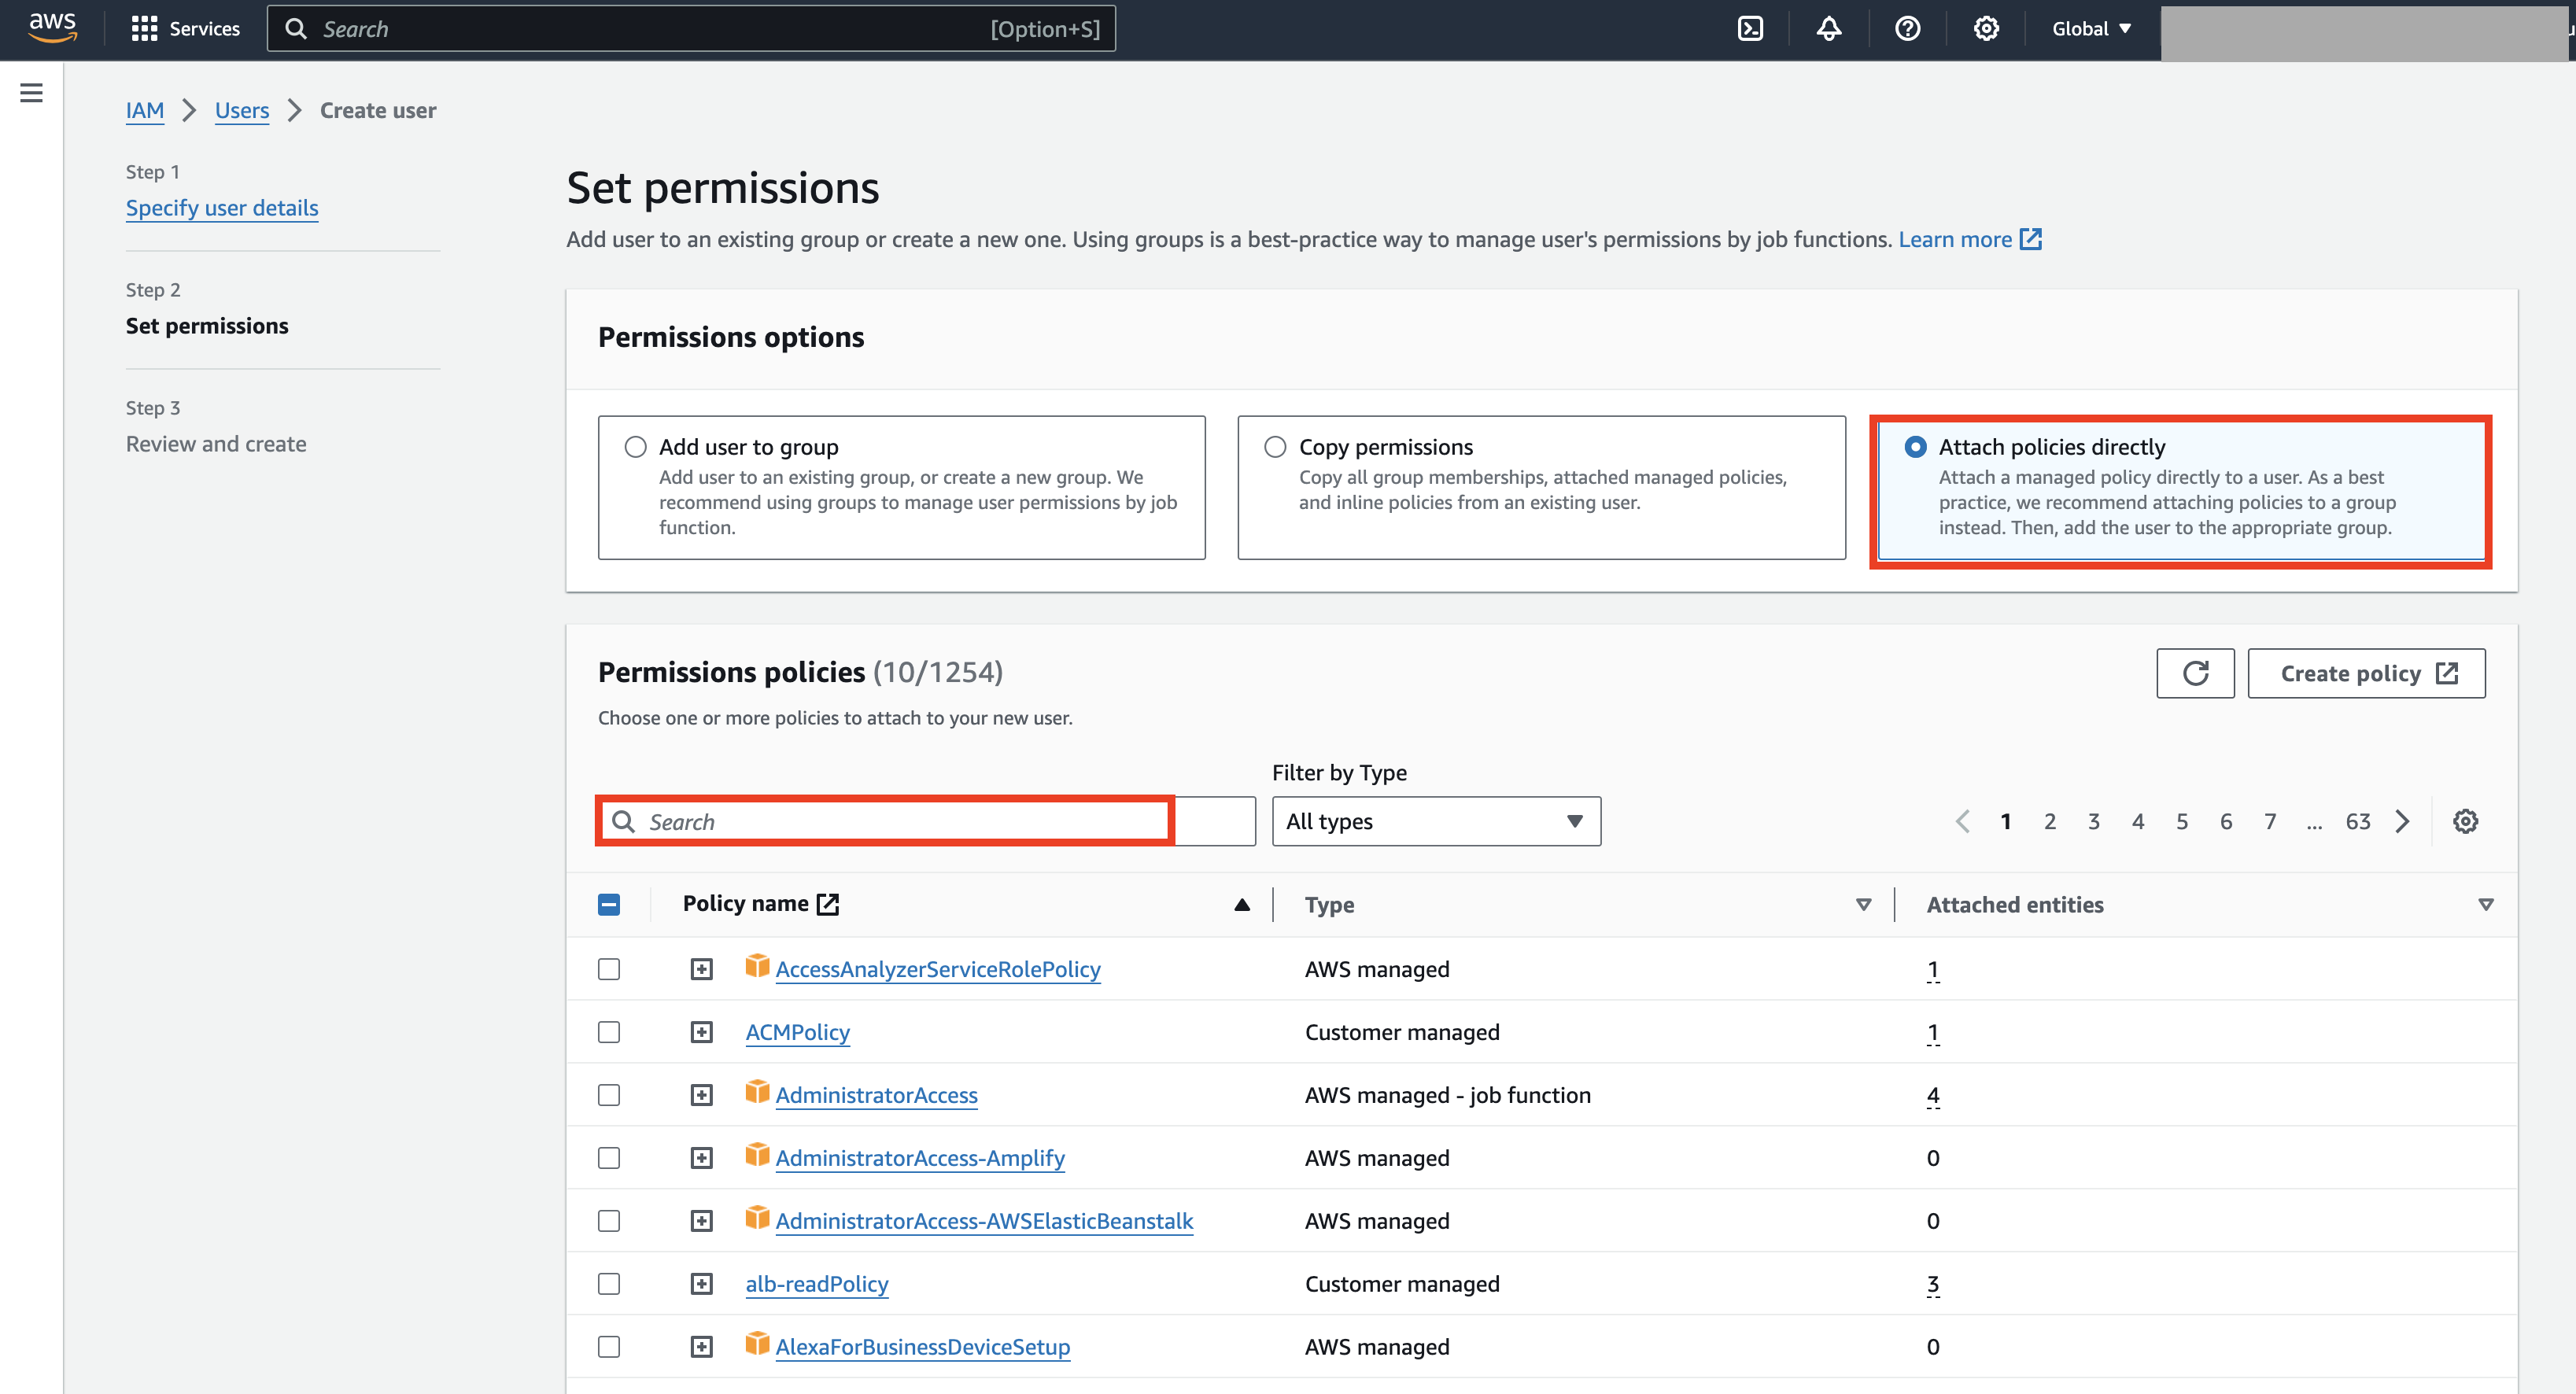 aws
Services
Search
[Option+S]
Global
IAM
Users
Create user
Step 1
Specify user details
Step 2
Set permissions
Step 3
Review and create
Set permissions
Add user to an existing group or create a new one. Using groups is a best-practice way to manage user's permissions by job functions. Learn more
Permissions options
Add user to group
Add user to an existing group, or create a new group. We
recommend using groups to manage user permissions by job
function.
Copy permissions
Copy all group memberships, attached managed policies,
and inline policies from an existing user.
Attach policies directly
Attach a managed policy directly to a user. As a best
practice, we recommend attaching policies to a group
instead. Then, add the user to the appropriate group.
Permissions policies (10/1254)
Create policy
Choose one or more policies to attach to your new user.
Filter by Type
Search
All types
1 2 3 4 5 6 7 ... 63
Policy name Type Attached entities
AccessAnalyzerServiceRolePolicy AWS managed 1
ACMPolicy Customer managed 1
AdministratorAccess AWS managed - job function 4
AdministratorAccess-Amplify AWS managed 0
AdministratorAccess-AWSElasticBeanstalk AWS managed 0
alb-readPolicy Customer managed 3
AlexaForBusinessDeviceSetup AWS managed 0